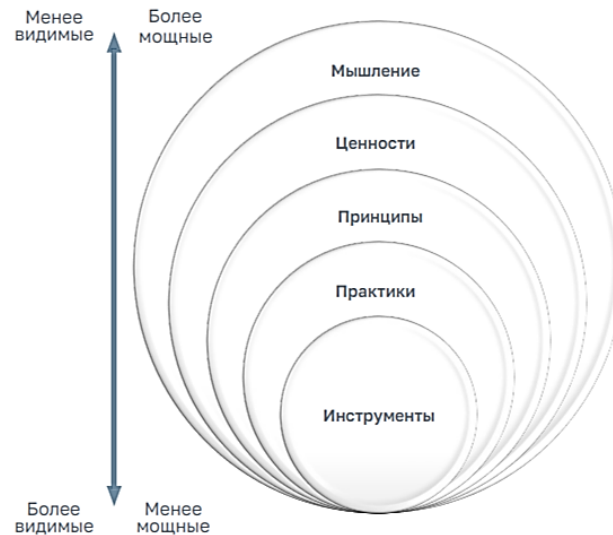 Менее
видимые
Более
мощные
Мышление
Ценности
Принципы
Практики
Инструменты
Более
видимые
Менее
мощные